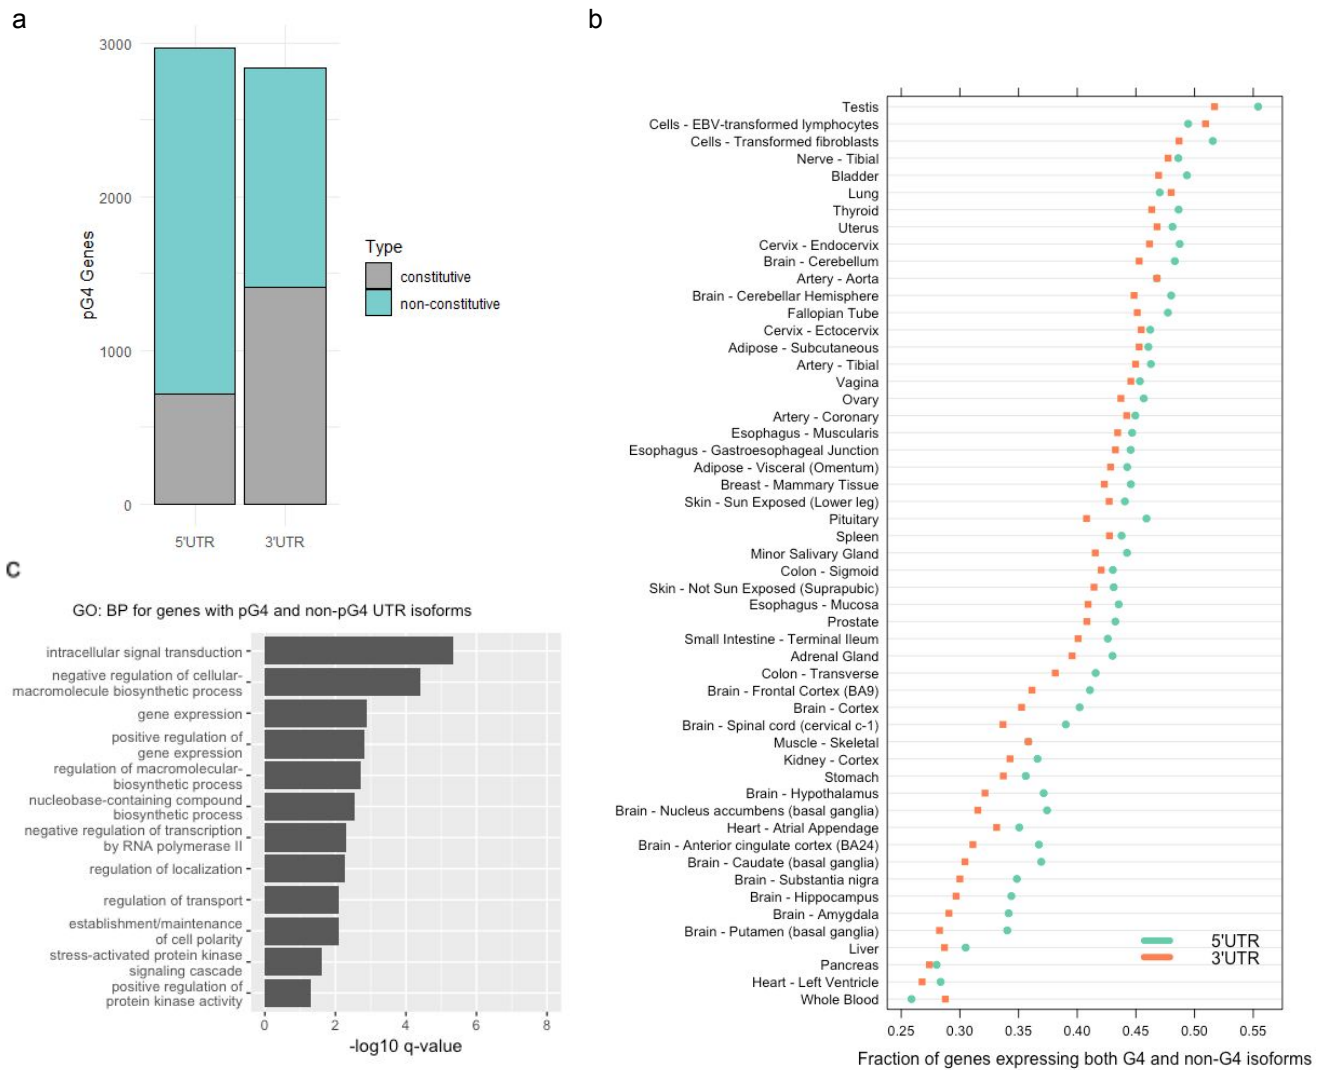 a
3000
2000
1000
0
pG4 Genes
5'UTR
3'UTR
Type
constitutive
non-constitutive
b
Testis
Cells - EBV-transformed lymphocytes
Cells - Transformed fibroblasts
Nerve - Tibial
Bladder
Lung
Thyroid
Uterus
Cervix - Endocervix
Brain - Cerebellum
Artery - Aorta
Brain - Cerebellar Hemisphere
Fallopian Tube
Cervix - Ectocervix
Adipose - Subcutaneous
Artery - Tibial
Vagina
Ovary
Artery - Coronary
Esophagus - Muscularis
Esophagus - Gastroesophageal Junction
Adipose - Visceral (Omentum)
Breast - Mammary Tissue
Skin - Sun Exposed (Lower leg)
Pituitary
Spleen
Minor Salivary Gland
Colon - Sigmoid
Skin - Not Sun Exposed (Suprapubic)
Esophagus - Mucosa
Prostate
Small Intestine - Terminal Ileum
Adrenal Gland
Colon - Transverse
Brain - Frontal Cortex (BA9)
Brain - Cortex
Brain - Spinal cord (cervical c-1)
Muscle - Skeletal
Kidney - Cortex
Stomach
Brain - Hypothalamus
Brain - Nucleus accumbens (basal ganglia)
Heart - Atrial Appendage
Brain - Anterior cingulate cortex (BA24)
Brain - Caudate (basal ganglia)
Brain - Substantia nigra
Brain - Hippocampus
Brain - Amygdala
Brain - Putamen (basal ganglia)
Liver
Pancreas
Heart - Left Ventricle
Whole Blood
5'UTR
3'UTR
0.25 0.30 0.35 0.40 0.45 0.50 0.55
Fraction of genes expressing both G4 and non-G4 isoforms
c
GO: BP for genes with pG4 and non-pG4 UTR isoforms
intracellular signal transduction
negative regulation of cellular-
macromolecule biosynthetic process
gene expression
positive regulation of
gene expression
regulation of macromolecular-
biosynthetic process
nucleobase-containing compound
biosynthetic process
negative regulation of transcription
by RNA polymerase II
regulation of localization
regulation of transport
establishment/maintenance
of cell polarity
stress-activated protein kinase
signaling cascade
positive regulation of
protein kinase activity
0 2 4 6 8
-log10 q-value